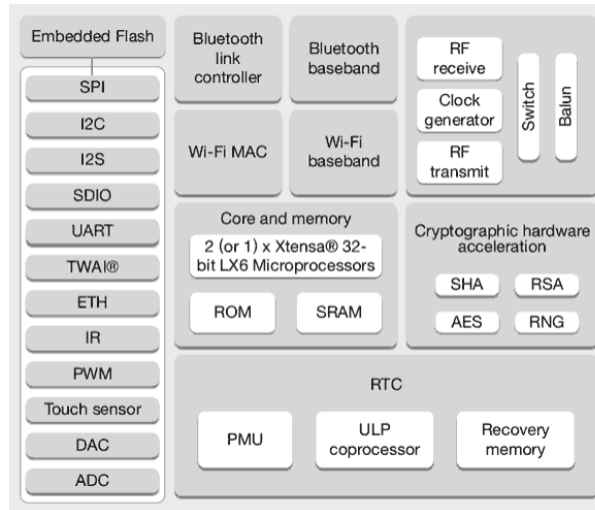 Embedded Flash
SPI
I2C
I2S
SDIO
UART
TWAI®
ETH
IR
PWM
Touch sensor
DAC
ADC
Bluetooth
link
controller
Bluetooth
baseband
Wi-Fi MAC
Wi-Fi
baseband
RF
receive
Clock
generator
RF
transmit
Switch
Balun
Core and memory
2 (or 1) x Xtensa® 32-
bit LX6 Microprocessors
ROM
SRAM
Cryptographic hardware
acceleration
SHA
RSA
AES
RNG
RTC
PMU
ULP
coprocessor
Recovery
memory